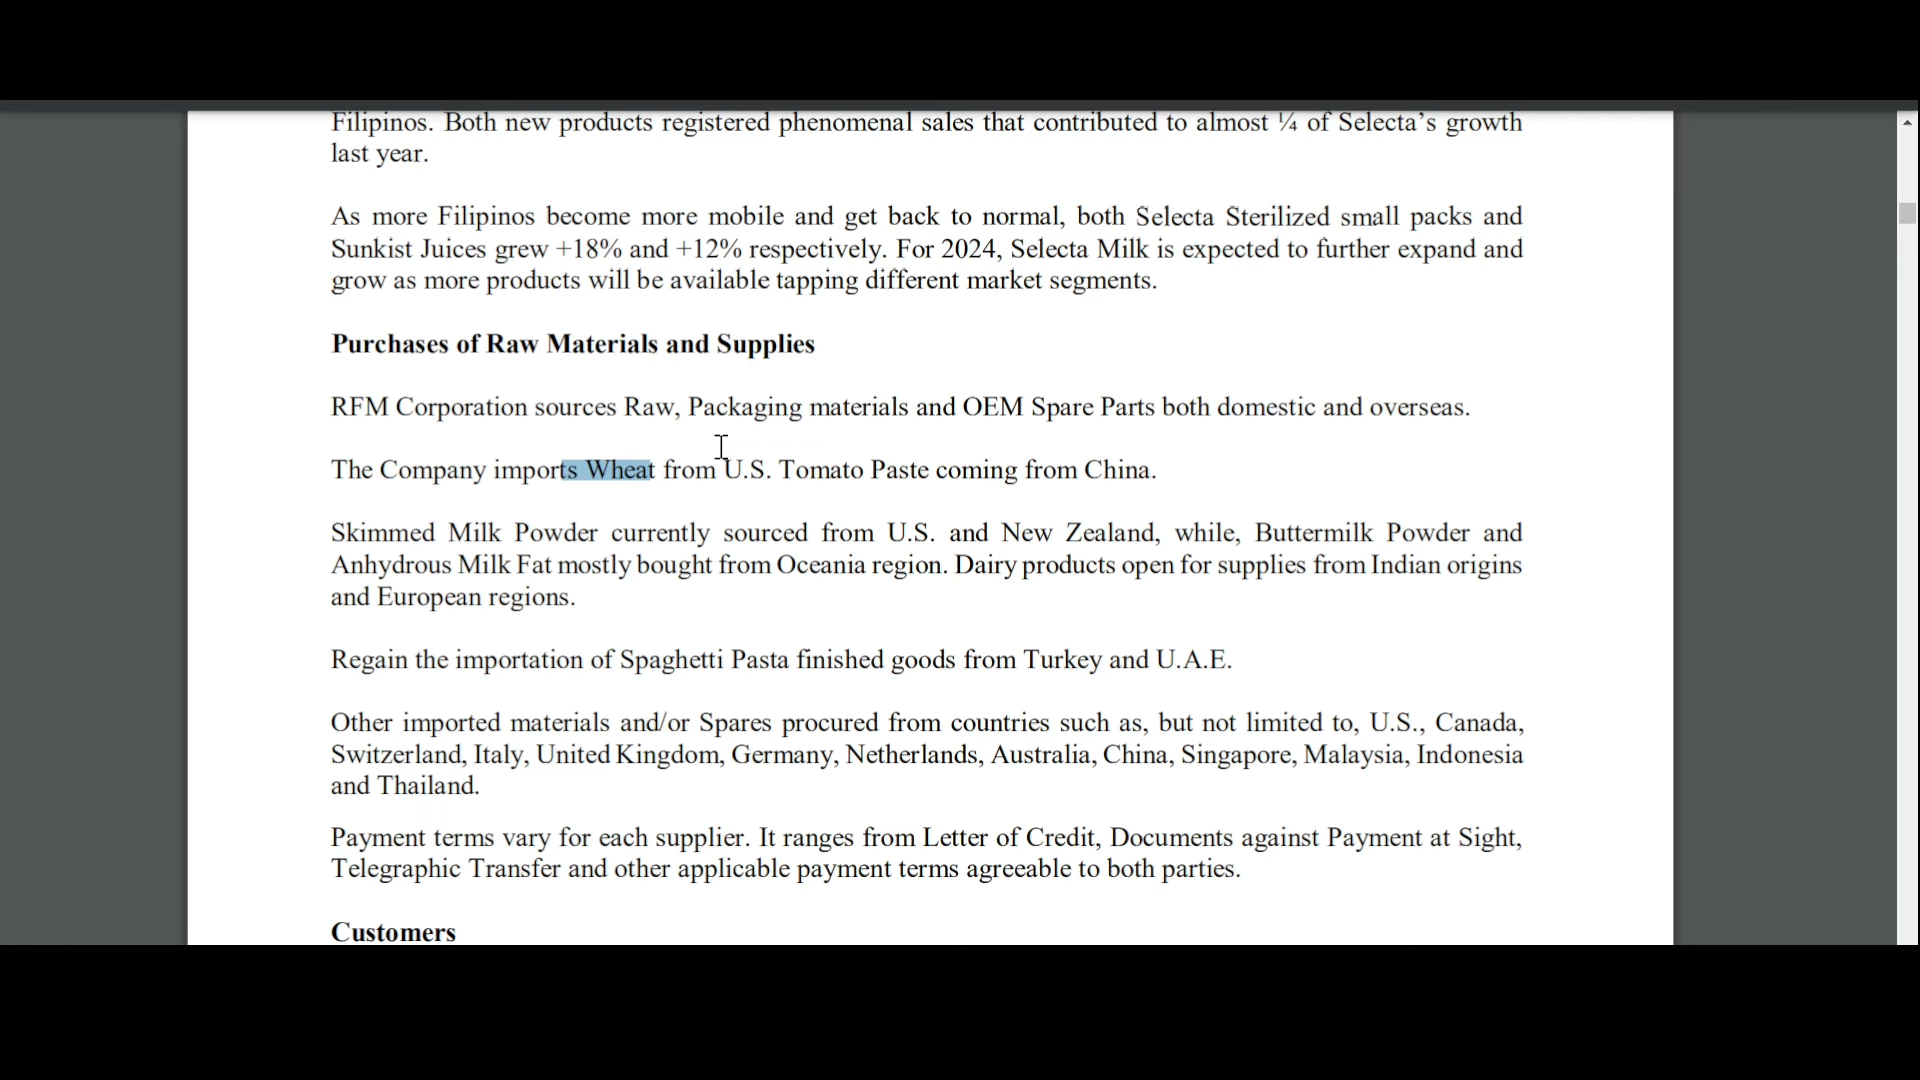 Filipinos. Both new products registered phenomenal sales that contributed to almost ¼ of Selecta’s growth
last year.
As more Filipinos become more mobile and get back to normal, both Selecta Sterilized small packs and
Sunkist Juices grew +18% and +12% respectively. For 2024, Selecta Milk is expected to further expand and
grow as more products will be available tapping different market segments.
Purchases of Raw Materials and Supplies
RFM Corporation sources Raw, Packaging materials and OEM Spare Parts both domestic and overseas.
The Company imports Wheat from U.S. Tomato Paste coming from China.
Skimmed Milk Powder currently sourced from U.S. and New Zealand, while, Buttermilk Powder and
Anhydrous Milk Fat mostly bought from Oceania region. Dairy products open for supplies from Indian origins
and European regions.
Regain the importation of Spaghetti Pasta finished goods from Turkey and U.A.E.
Other imported materials and/or Spares procured from countries such as, but not limited to, U.S., Canada,
Switzerland, Italy, United Kingdom, Germany, Netherlands, Australia, China, Singapore, Malaysia, Indonesia
and Thailand.
Payment terms vary for each supplier. It ranges from Letter of Credit, Documents against Payment at Sight,
Telegraphic Transfer and other applicable payment terms agreeable to both parties.
Customers